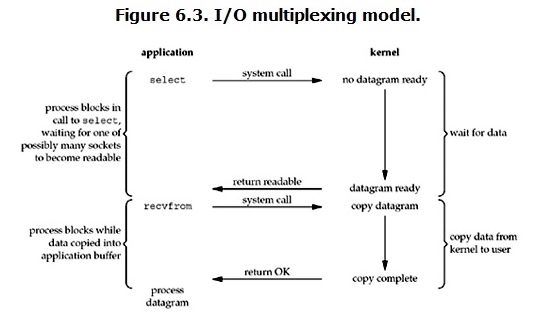 Figure 6.3. I/O multiplexing model.
application
kernel
select
system call
no datagram ready
process blocks in
call to select,
waiting for one of
possibly many sockets
to become readable
wait for data
return readable
datagram ready
recvfrom
system call
copy datagram
process blocks while
data copied into
application buffer
copy data from
kernel to user
return OK
copy complete
process
datagram